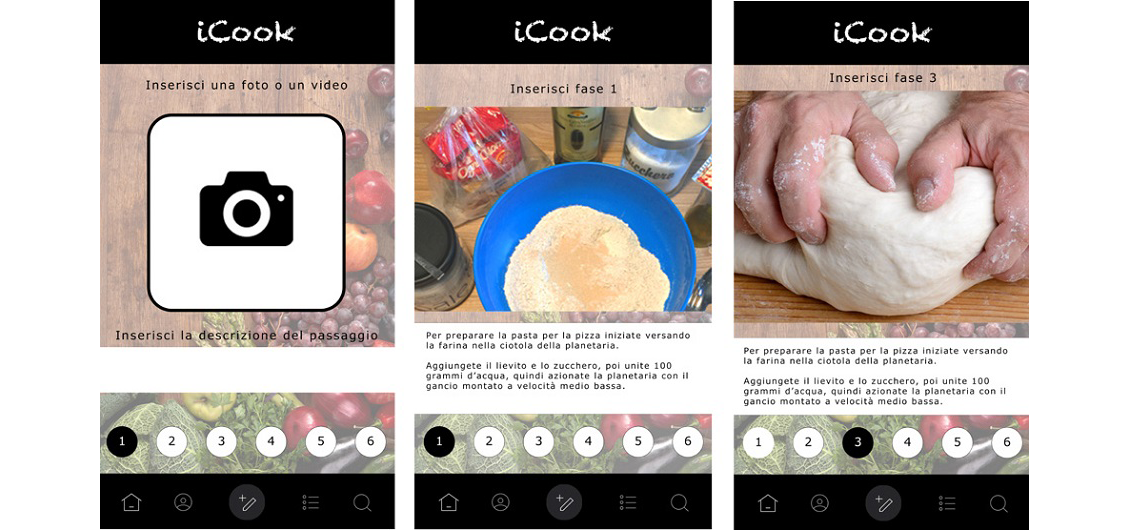 iCook
Inserisci una foto o un video
Inserisci la descrizione del passaggio
1 2 3 4 5 6
iCook
Inserisci fase 1
Zucchero
Per preparare la pasta per la pizza iniziate versando
la farina nella ciotola della planetaria.
Aggiungete il lievito e lo zucchero, poi unite 100
grammi d'acqua, quindi azionate la planetaria con il
gancio montato a velocità medio bassa.
1 2 3 4 5 6
iCook
Inserisci fase 3
Per preparare la pasta per la pizza iniziate versando
la farina nella ciotola della planetaria.
Aggiungete il lievito e lo zucchero, poi unite 100
grammi d'acqua, quindi azionate la planetaria con il
gancio montato a velocità medio bassa.
1 2 3 4 5 6